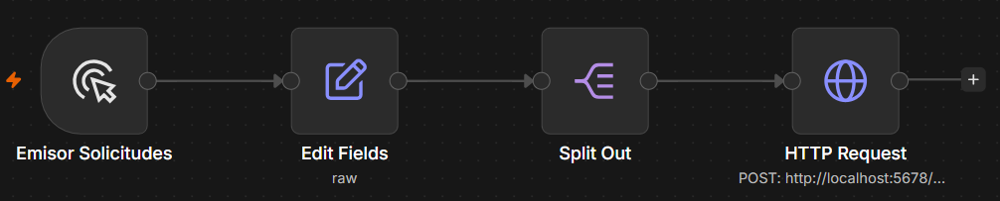 Emisor Solicitudes
Edit Fields
raw
Split Out
HTTP Request
POST: http://localhost:5678/...